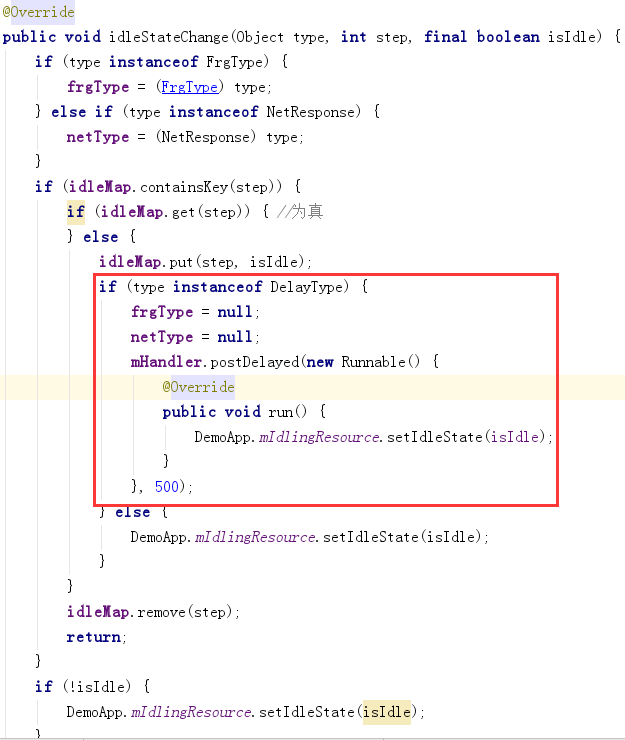 @Override
public void idleStateChange(Object type, int step, final boolean isIdle) {
    if (type instanceof FrgType) {
        frgType = (FrgType) type;
    } else if (type instanceof NetResponse) {
        netType = (NetResponse) type;
    }
    if (idleMap.containsKey(step)) {
        if (idleMap.get(step)) { //为真
        } else {
            idleMap.put(step, isIdle);
            if (type instanceof DelayType) {
                frgType = null;
                netType = null;
                mHandler.postDelayed(new Runnable() {
                    @Override
                    public void run() {
                        DemoApp.mIdlingResource.setIdleState(isIdle);
                    }
                }, 500);
            } else {
                DemoApp.mIdlingResource.setIdleState(isIdle);
            }
        }
        idleMap.remove(step);
        return;
    }
    if (!isIdle) {
        DemoApp.mIdlingResource.setIdleState(isIdle);
    }